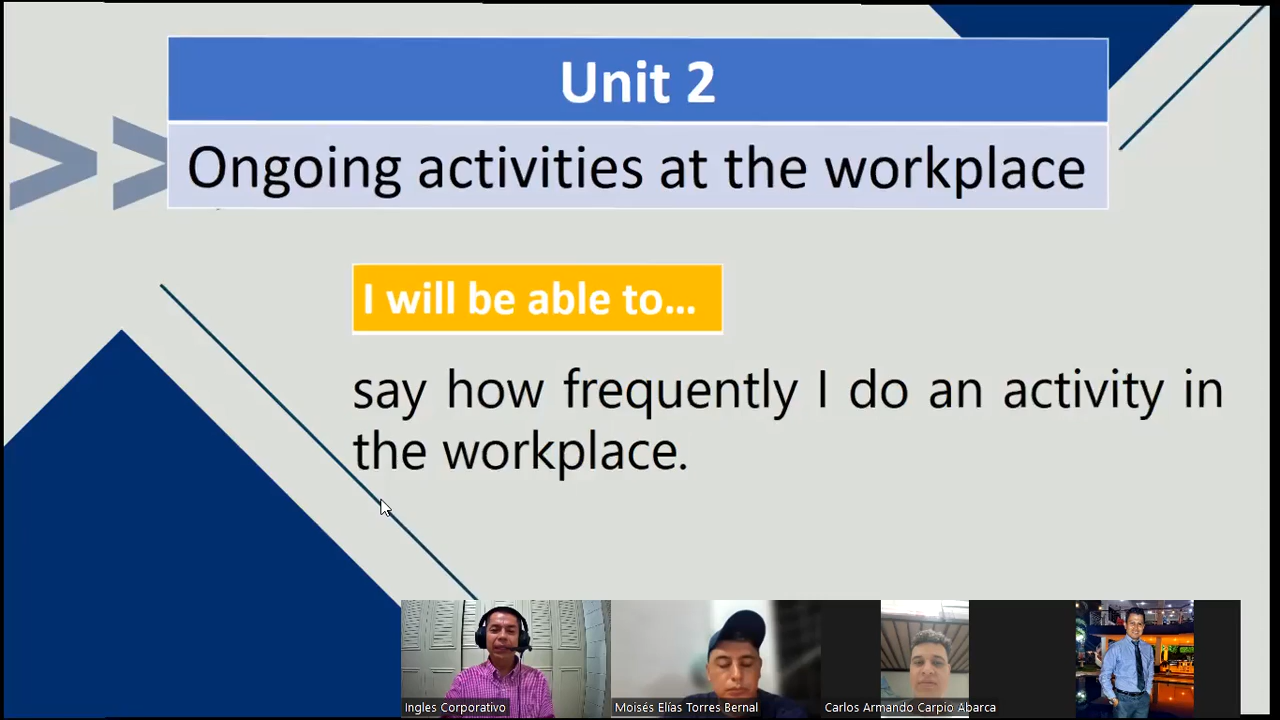 Unit 2
Ongoing activities at the workplace
I will be able to...
say how frequently I do an activity in
the workplace.
Ingles Corporativo
Moisés Elías Torres Bernal
Carlos Armando Carpio Abarca